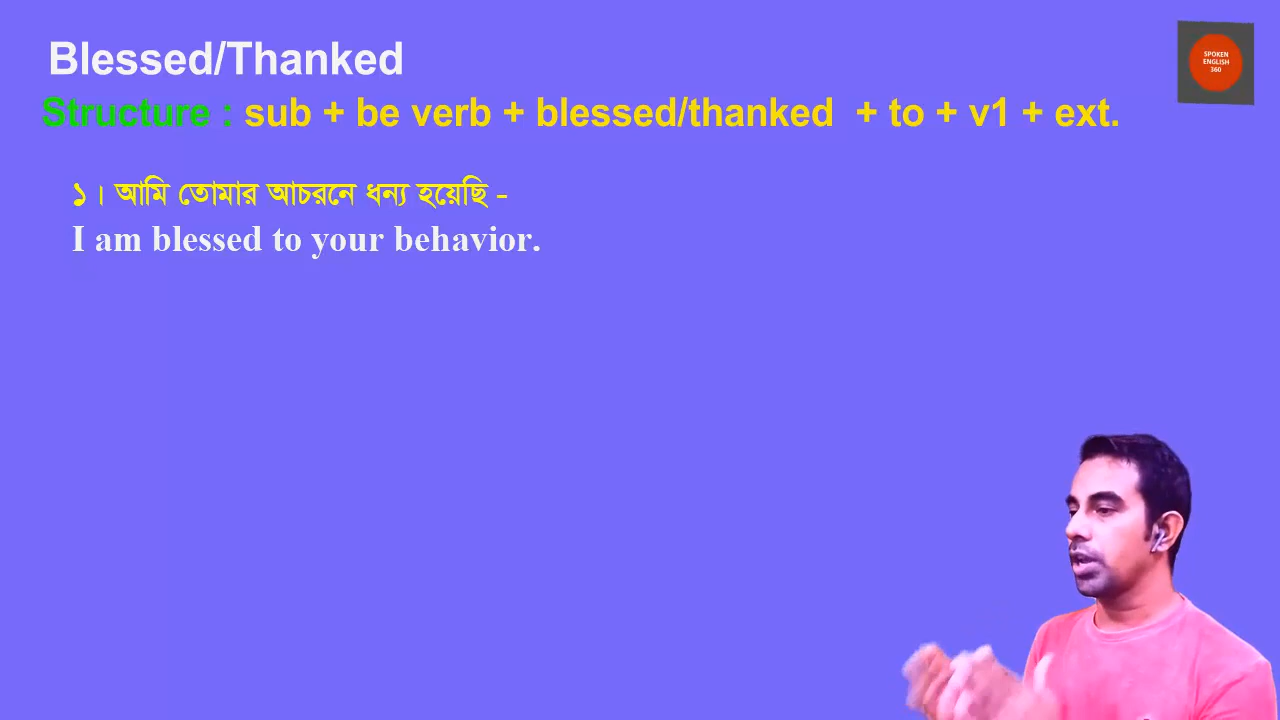 Blessed/Thanked
SPOKEN
ENGLISH
360
Structure : sub + be verb + blessed/thanked + to + v1 + ext.
১। আমি তোমার আচরনে ধন্য হয়েছি -
I am blessed to your behavior.